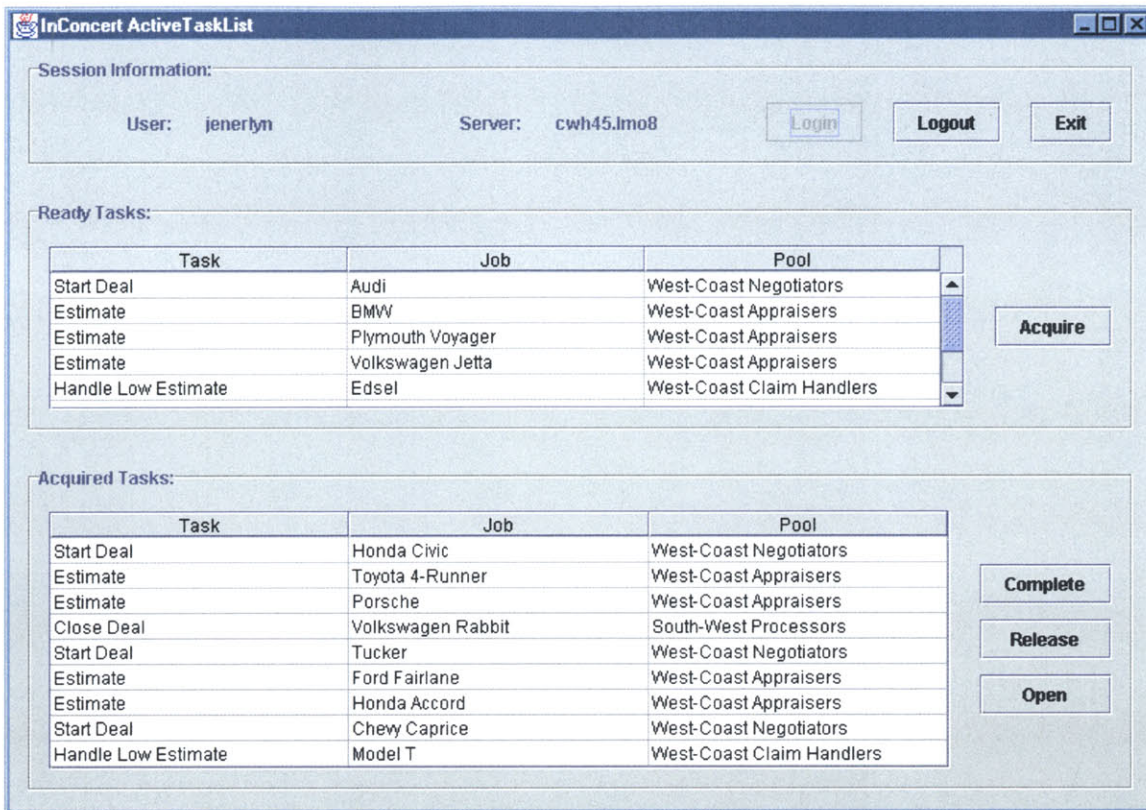 InConcert ActiveTaskList
Session Information:
User: jenerlyn Server: cwh45.lmo8 Login Logout Exit
Ready Tasks:
Task Job Pool
Start Deal Audi West-Coast Negotiators
Estimate BMW West-Coast Appraisers
Estimate Plymouth Voyager West-Coast Appraisers
Estimate Volkswagen Jetta West-Coast Appraisers
Handle Low Estimate Edsel West-Coast Claim Handlers
Acquire
Acquired Tasks:
Task Job Pool
Start Deal Honda Civic West-Coast Negotiators
Estimate Toyota 4-Runner West-Coast Appraisers
Estimate Porsche West-Coast Appraisers
Close Deal Volkswagen Rabbit South-West Processors
Start Deal Tucker West-Coast Negotiators
Estimate Ford Fairlane West-Coast Appraisers
Estimate Honda Accord West-Coast Appraisers
Start Deal Chevy Caprice West-Coast Negotiators
Handle Low Estimate Model T West-Coast Claim Handlers
Complete
Release
Open